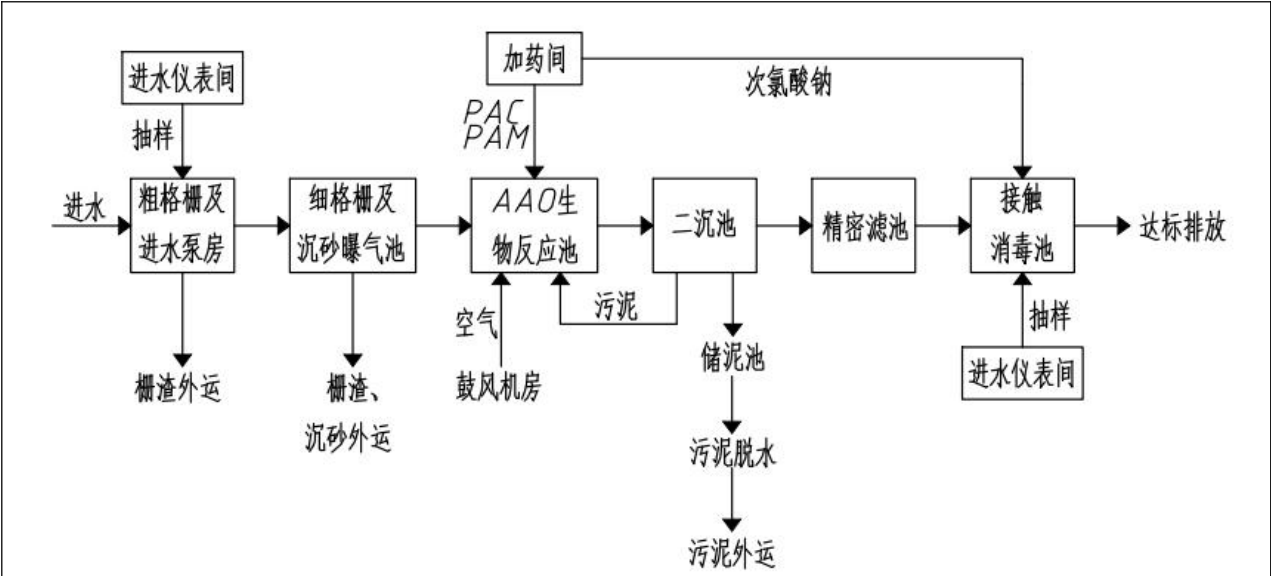 加药间
进水仪表间
次氯酸钠
抽样
PAC
PAM
进水
粗格栅及
进水泵房
细格栅及
沉砂曝气池
AAO生
物反应池
二沉池
精密滤池
接触
消毒池
达标排放
空气
污泥
抽样
储泥池
进水仪表间
栅渣外运
栅渣、
沉砂外运
鼓风机房
污泥脱水
污泥外运